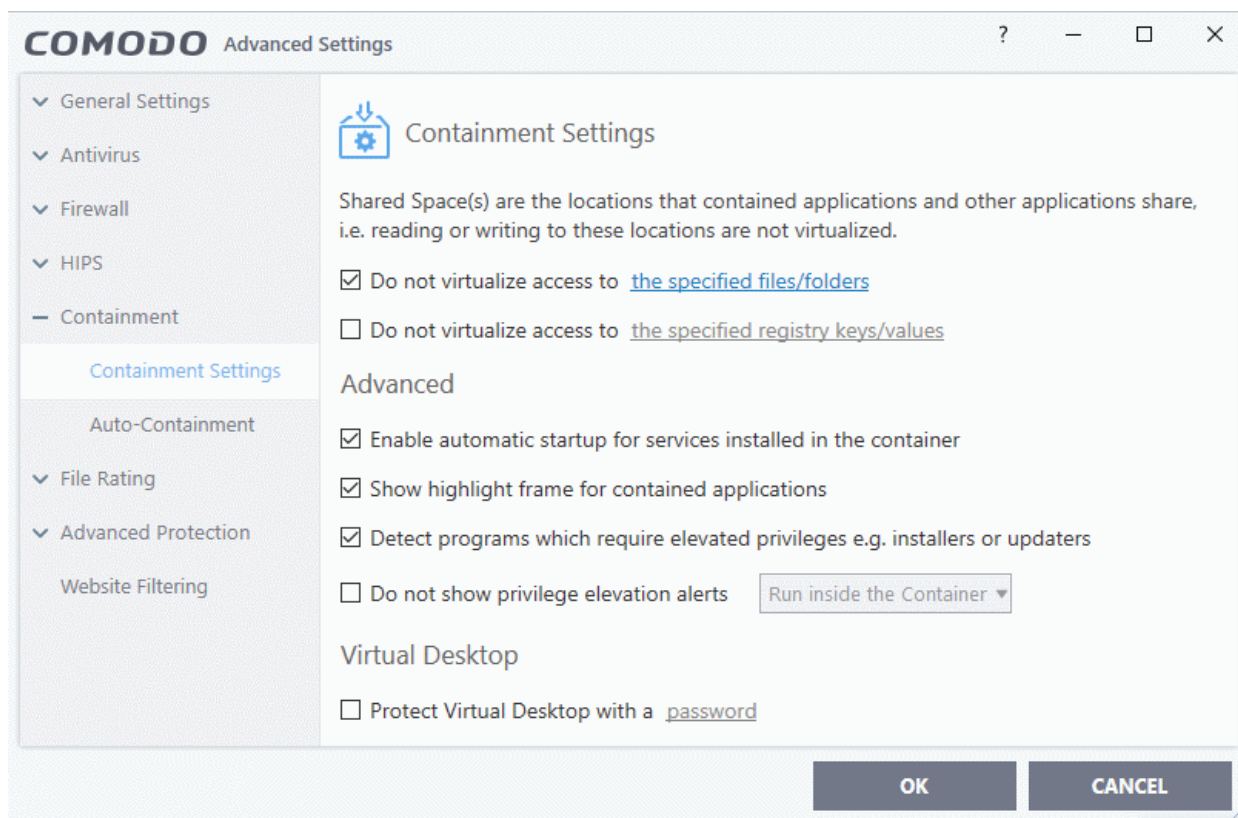 COMODO Advanced Settings ?
General Settings
Antivirus
Firewall
HIPS
Containment
Containment Settings
Auto-Containment
File Rating
Advanced Protection
Website Filtering
Containment Settings
Shared Space(s) are the locations that contained applications and other applications share,
i.e. reading or writing to these locations are not virtualized.
Do not virtualize access to the specified files/folders
Do not virtualize access to the specified registry keys/values
Advanced
Enable automatic startup for services installed in the container
Show highlight frame for contained applications
Detect programs which require elevated privileges e.g. installers or updaters
Do not show privilege elevation alerts Run inside the Container
Virtual Desktop
Protect Virtual Desktop with a password
OK CANCEL